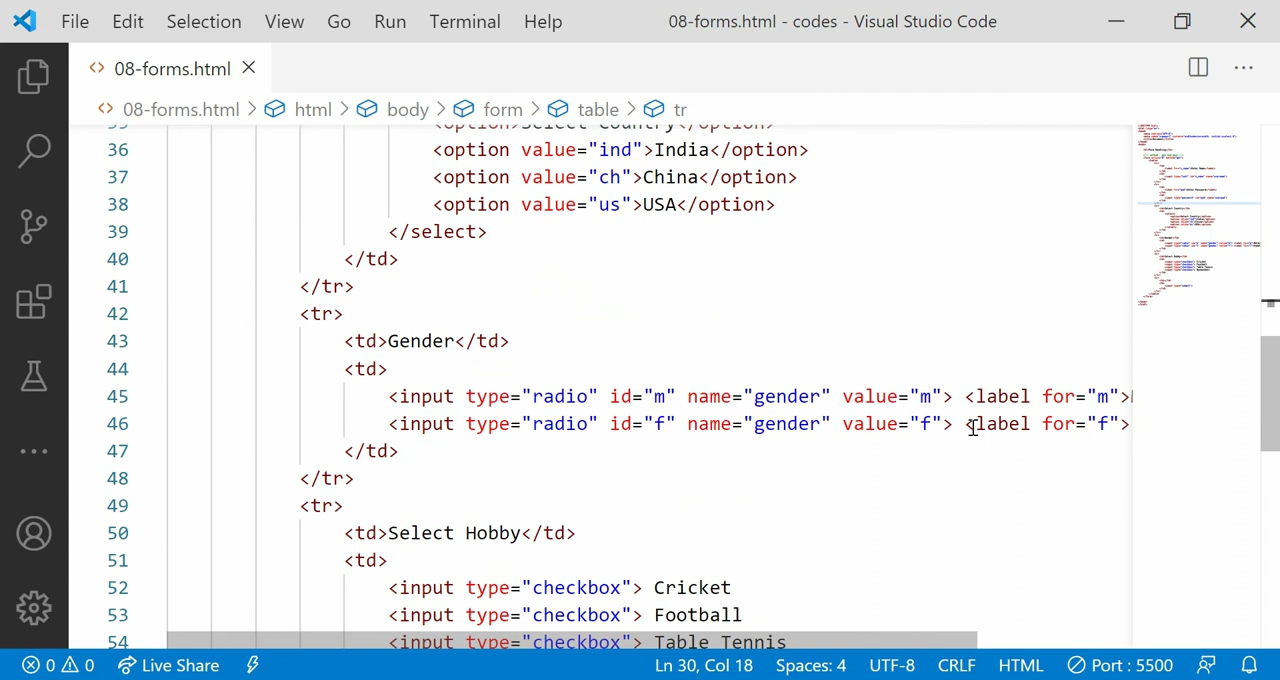 File Edit Selection View Go Run Terminal Help 08-forms.html - codes - Visual Studio Code
<> 08-forms.html
<> 08-forms.html > html > body > form > table > tr
35 <option>Select Country</option>
36 <option value="ind">India</option>
37 <option value="ch">China</option>
38 <option value="us">USA</option>
39 </select>
40 </td>
41 </tr>
42 <tr>
43 <td>Gender</td>
44 <td>
45 <input type="radio" id="m" name="gender" value="m"> <label for="m">
46 <input type="radio" id="f" name="gender" value="f"> <label for="f">
47 </td>
48 </tr>
49 <tr>
50 <td>Select Hobby</td>
51 <td>
52 <input type="checkbox"> Cricket
53 <input type="checkbox"> Football
54 <input type="checkbox"> Table Tennis
0 0 Live Share Ln 30, Col 18 Spaces: 4 UTF-8 CRLF HTML Port : 5500